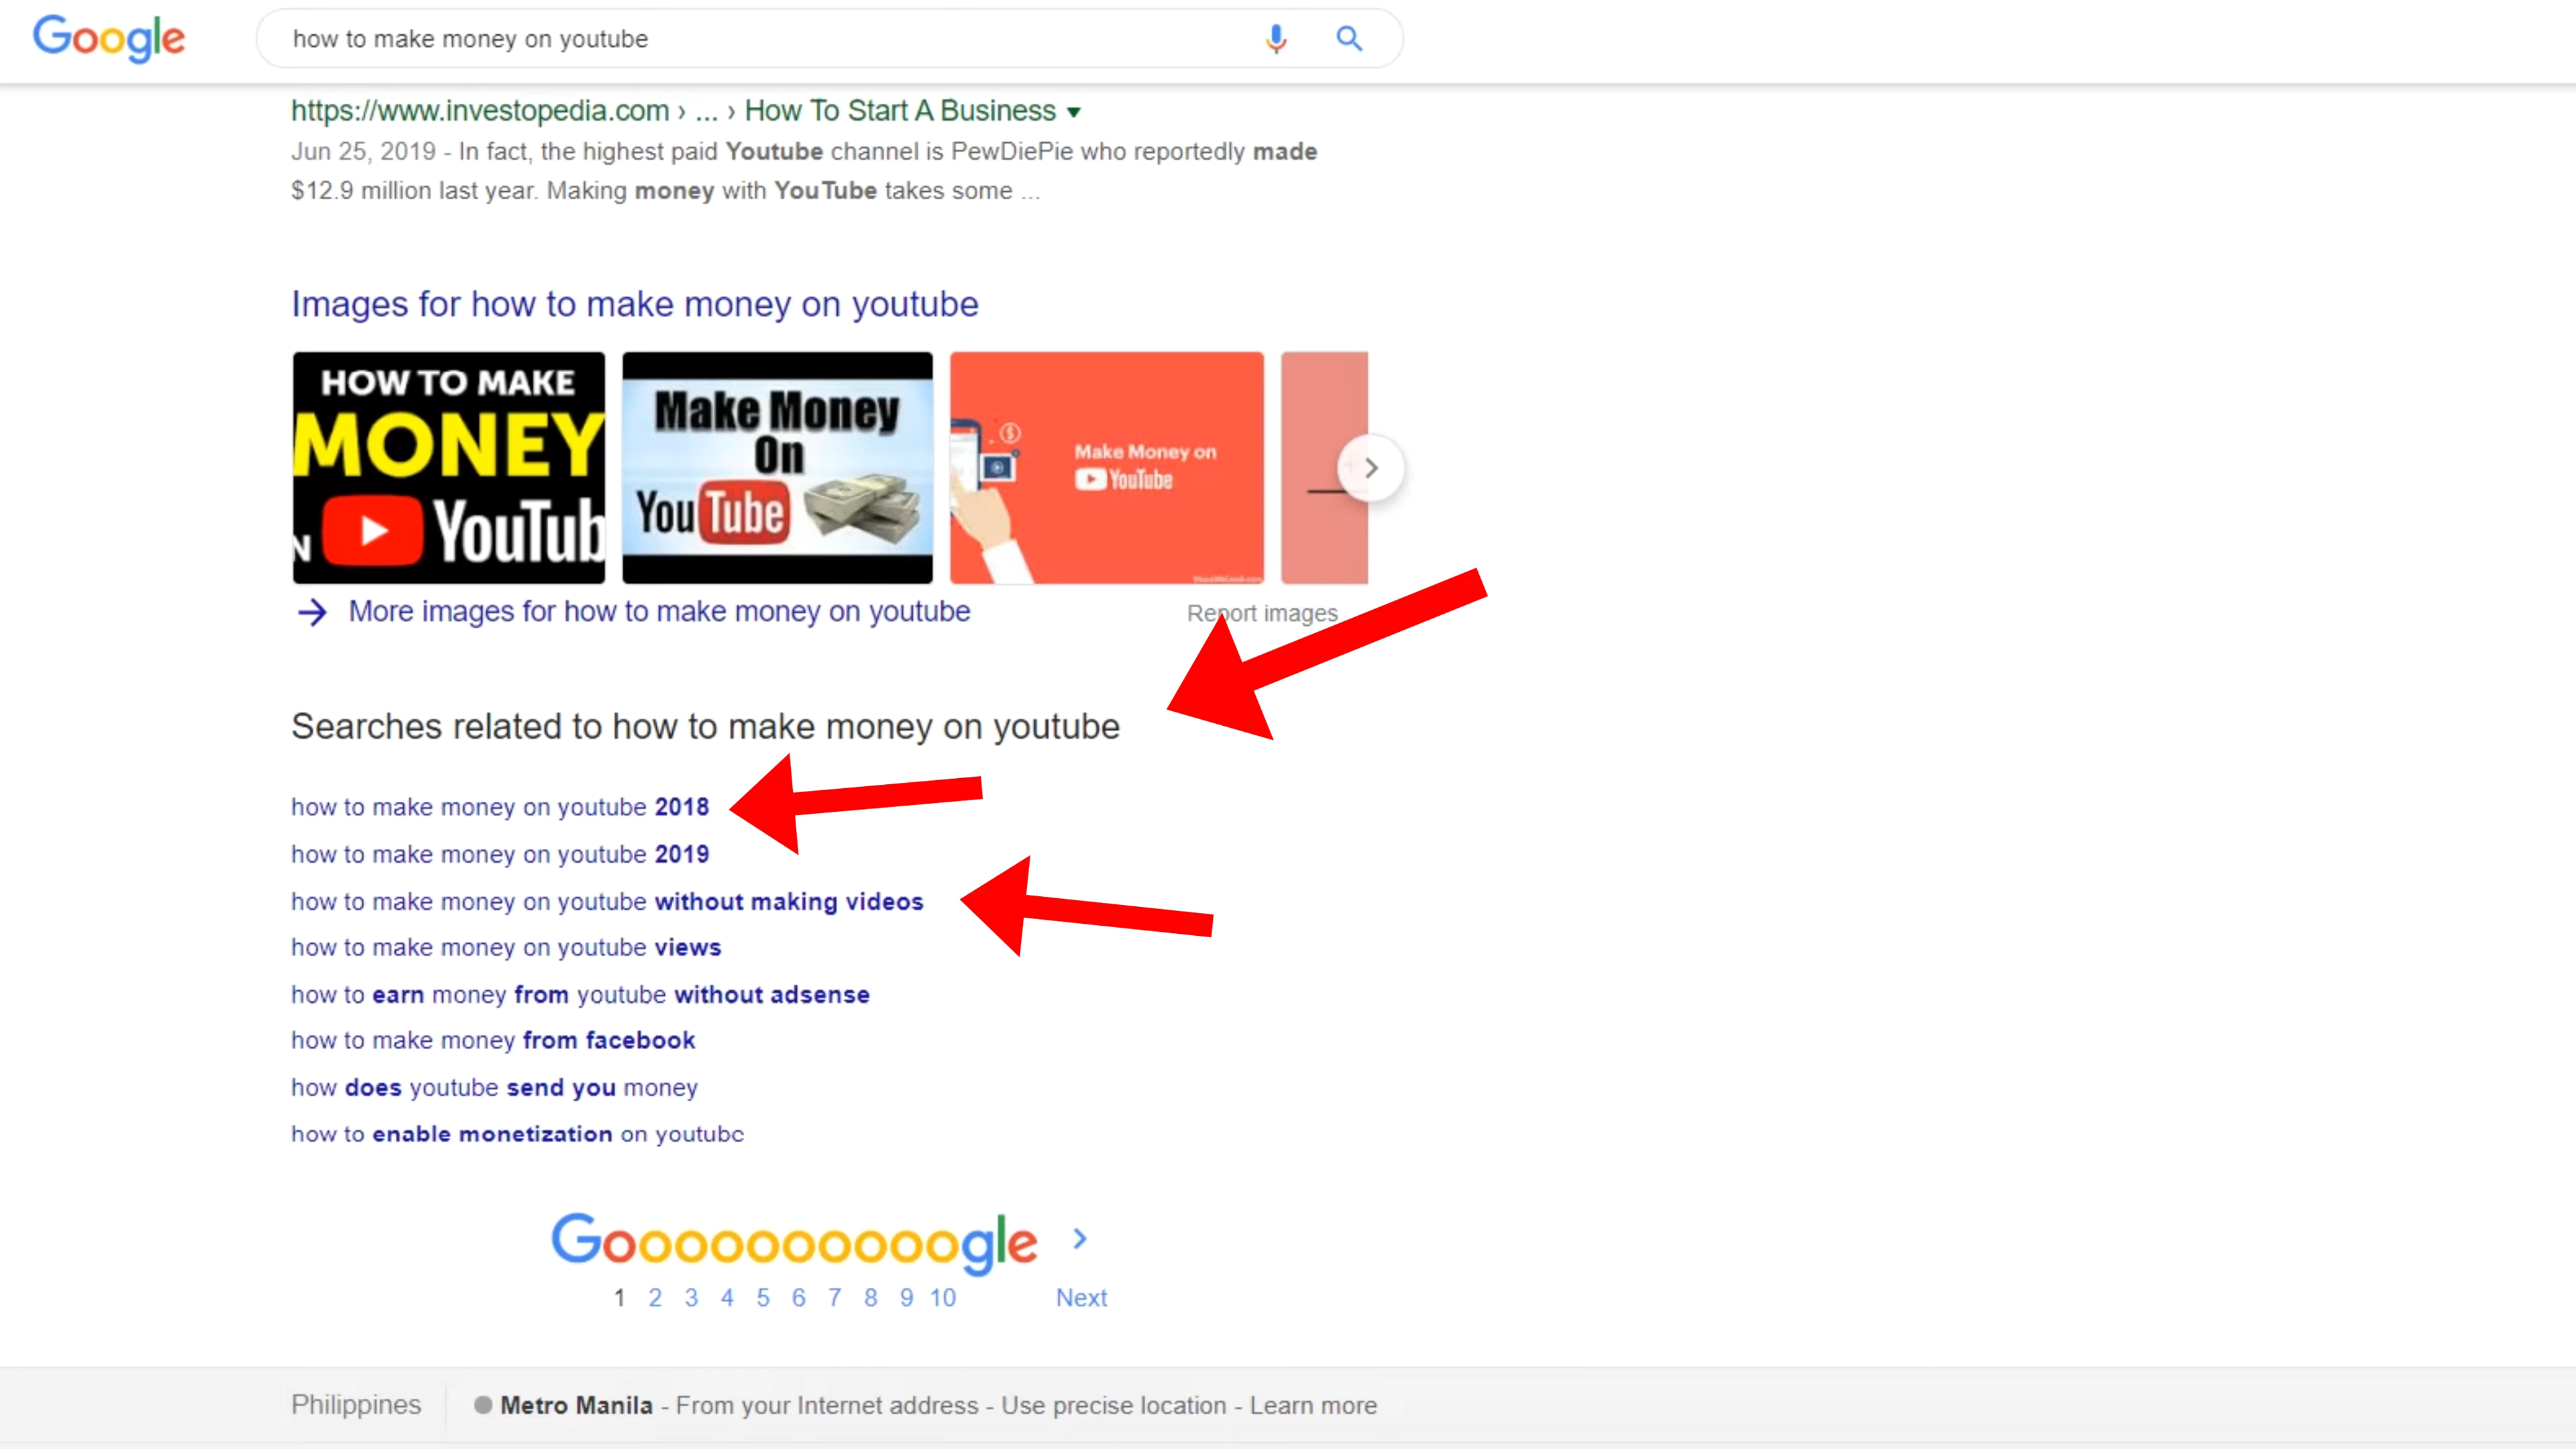 Google
how to make money on youtube
https://www.investopedia.com › ... › How To Start A Business
Jun 25, 2019 - In fact, the highest paid Youtube channel is PewDiePie who reportedly made
$12.9 million last year. Making money with YouTube takes some ...
Images for how to make money on youtube
HOW TO MAKE
MONEY
N YouTub
Make Money
On
YouTube
Make Money on
YouTube
More images for how to make money on youtube
Report images
Searches related to how to make money on youtube
how to make money on youtube 2018
how to make money on youtube 2019
how to make money on youtube without making videos
how to make money on youtube views
how to earn money from youtube without adsense
how to make money from facebook
how does youtube send you money
how to enable monetization on youtube
Goooooooooogle
1 2 3 4 5 6 7 8 9 10 Next
Philippines
Metro Manila - From your Internet address - Use precise location - Learn more